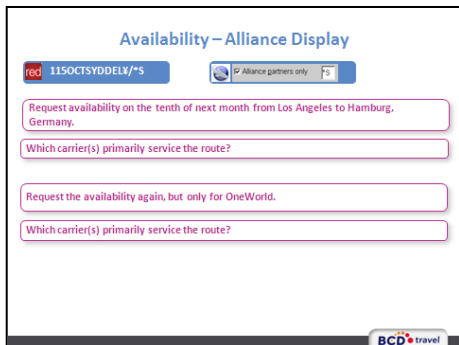 Availability – Alliance Display
red 115OCTSYDDEL¥/*S
Alliance partners only *S
Request availability on the tenth of next month from Los Angeles to Hamburg,
Germany.
Which carrier(s) primarily service the route?
Request the availability again, but only for OneWorld.
Which carrier(s) primarily service the route?
BCD travel